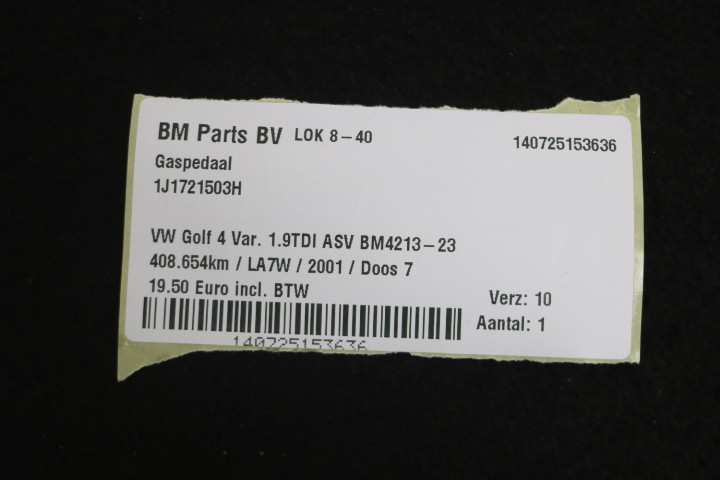 BM Parts BV LOK 8-40 140725153636
Gaspedaal
1J1721503H
VW Golf 4 Var. 1.9TDI ASV BM4213-23
408.654km / LA7W / 2001 / Doos 7
19.50 Euro incl. BTW
Verz: 10
Aantal: 1
140725153636